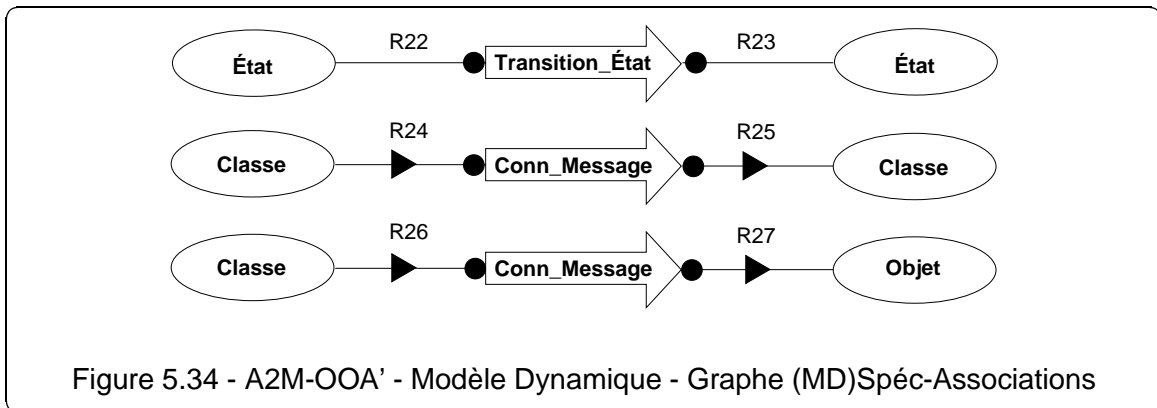 R22 R23
État Transition_État État
R24 R25
Classe Conn_Message Classe
R26 R27
Classe Conn_Message Objet
Figure 5.34 - A2M-OOA’ - Modèle Dynamique - Graphe (MD)Spéc-Associations